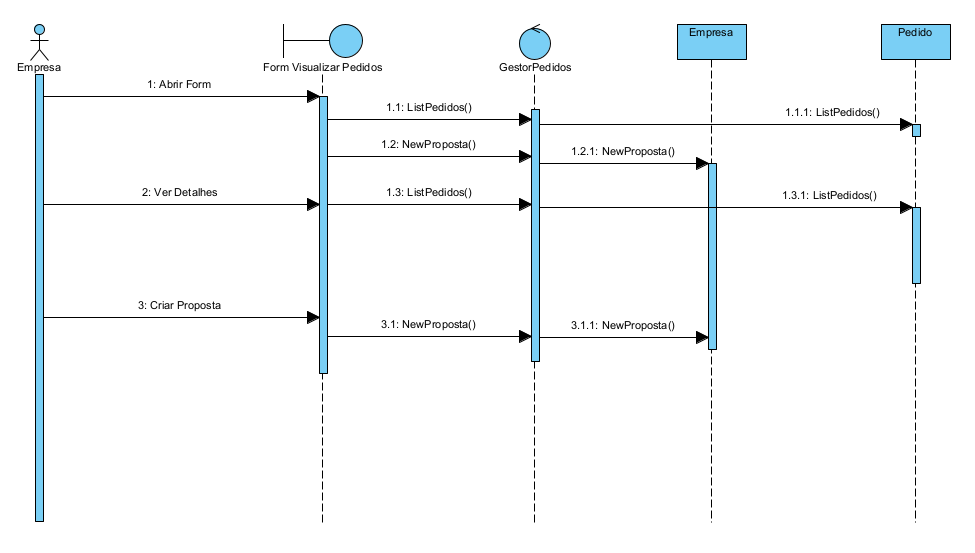 Empresa
Form Visualizar Pedidos
GestorPedidos
Empresa
Pedido
1: Abrir Form
1.1: ListPedidos()
1.1.1: ListPedidos()
1.2: NewProposta()
1.2.1: NewProposta()
2: Ver Detalhes
1.3: ListPedidos()
1.3.1: ListPedidos()
3: Criar Proposta
3.1: NewProposta()
3.1.1: NewProposta()